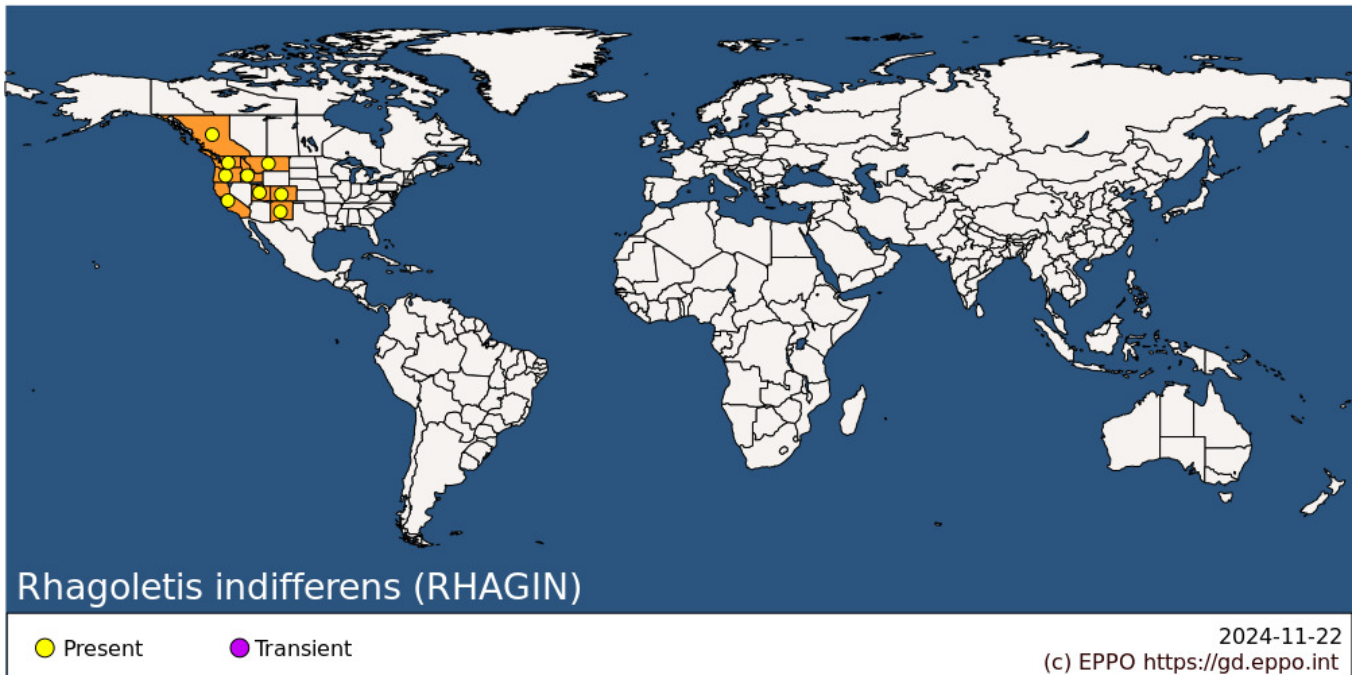 Rhagoletis indifferens (RHAGIN)
Present
Transient
2024-11-22
(c) EPPO https://gd.eppo.int